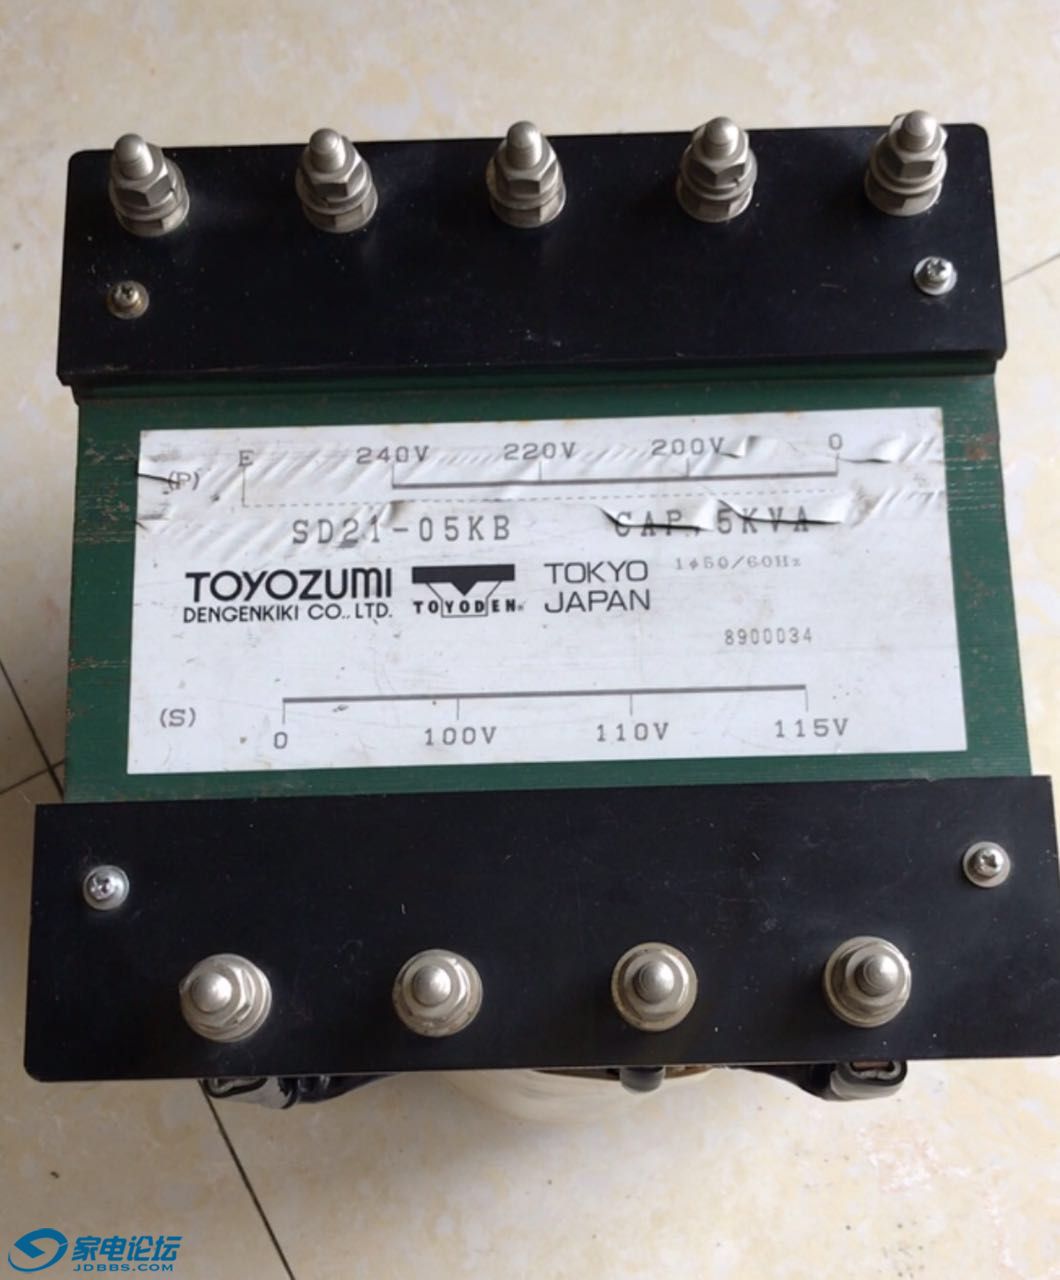 E 240V 220V 200V 0
(P)
SD21-05KB CAP. 5KVA
1φ50/60Hz
TOYOZUMI
DENGENKIKI CO., LTD.
TOYODEN®
TOKYO
JAPAN
8900034
(S)
0 100V 110V 115V
家电论坛
JDBBS.COM